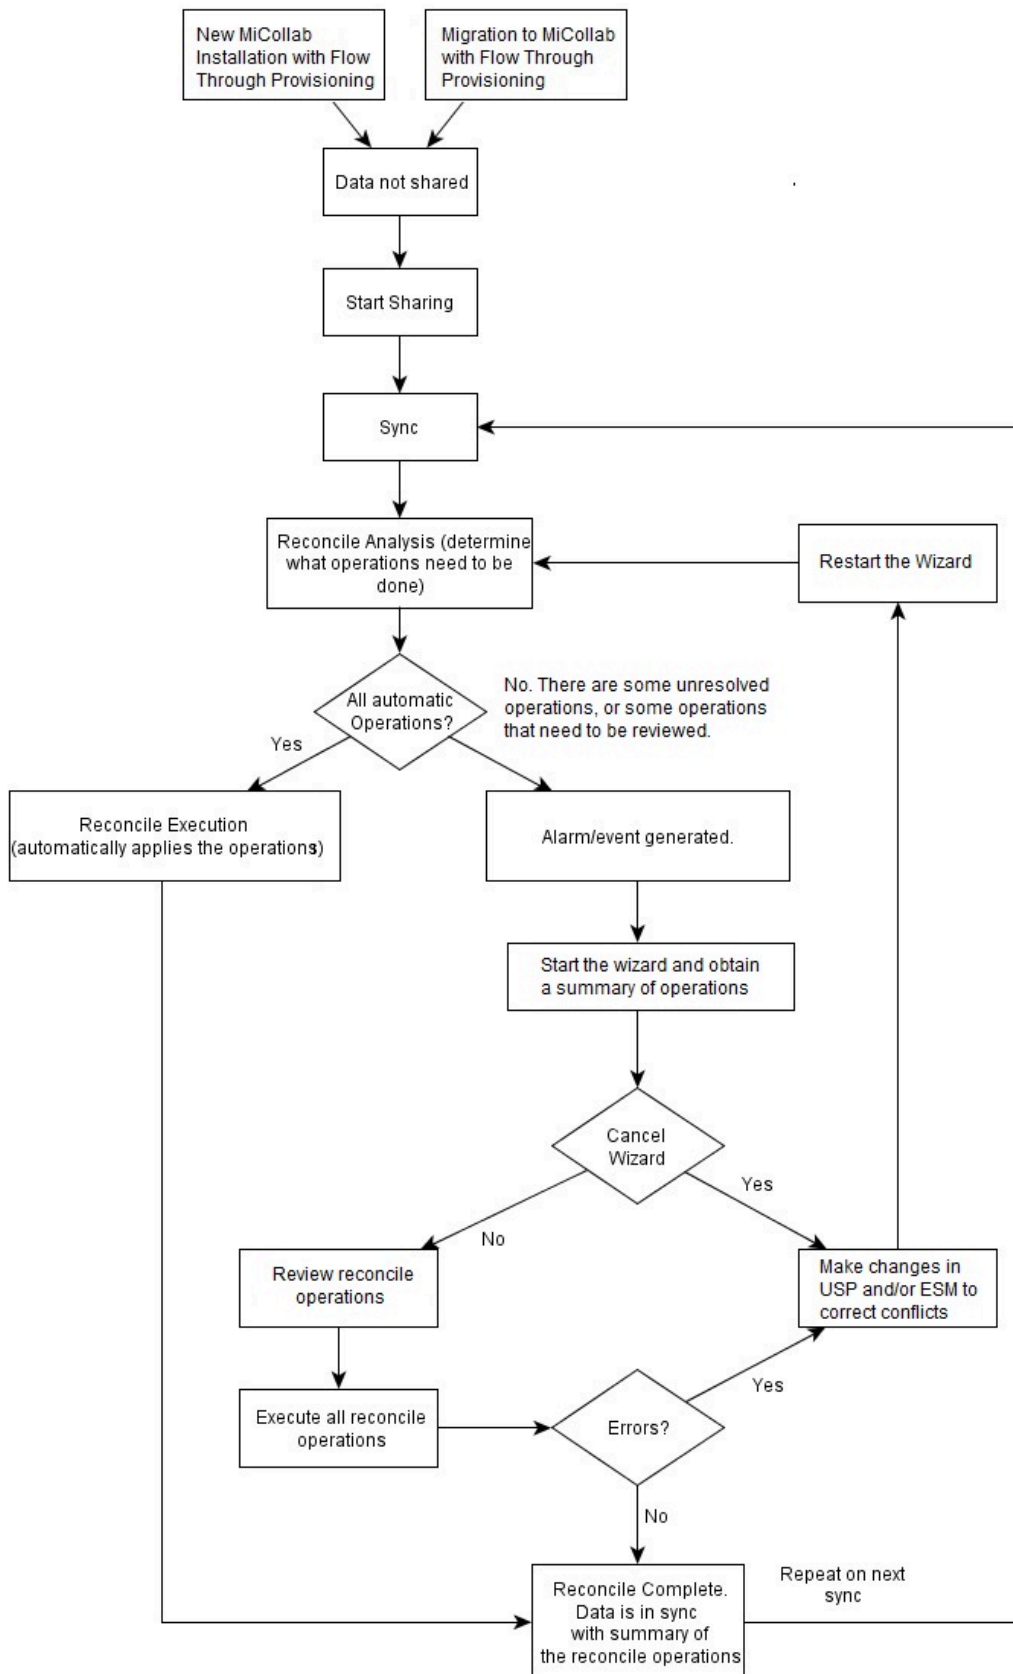 New MiCollab
Installation with Flow
Through Provisioning
Migration to MiCollab
with Flow Through
Provisioning
Data not shared
Start Sharing
Sync
Reconcile Analysis (determine
what operations need to be
done)
Restart the Wizard
All automatic
Operations?
No. There are some unresolved
operations, or some operations
that need to be reviewed.
Yes
Reconcile Execution
(automatically applies the operations)
Alarm/event generated.
Start the wizard and obtain
a summary of operations
Cancel
Wizard
Yes
No
Review reconcile
operations
Make changes in
USP and/or ESM to
correct conflicts
Execute all reconcile
operations
Errors?
Yes
No
Reconcile Complete.
Data is in sync
with summary of
the reconcile operations
Repeat on next
sync